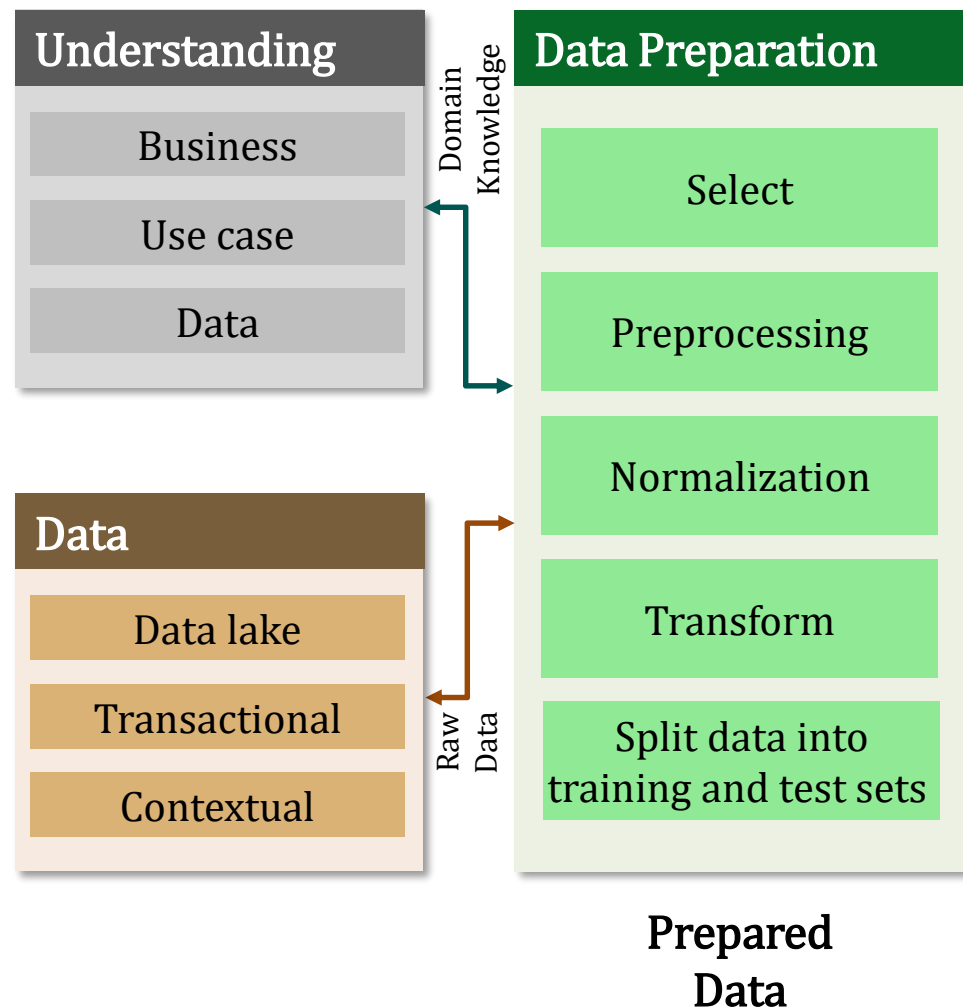 Understanding
Business
Use case
Data
Domain
Knowledge
Data
Data lake
Transactional
Contextual
Raw
Data
Data Preparation
Select
Preprocessing
Normalization
Transform
Split data into
training and test sets
Prepared
Data